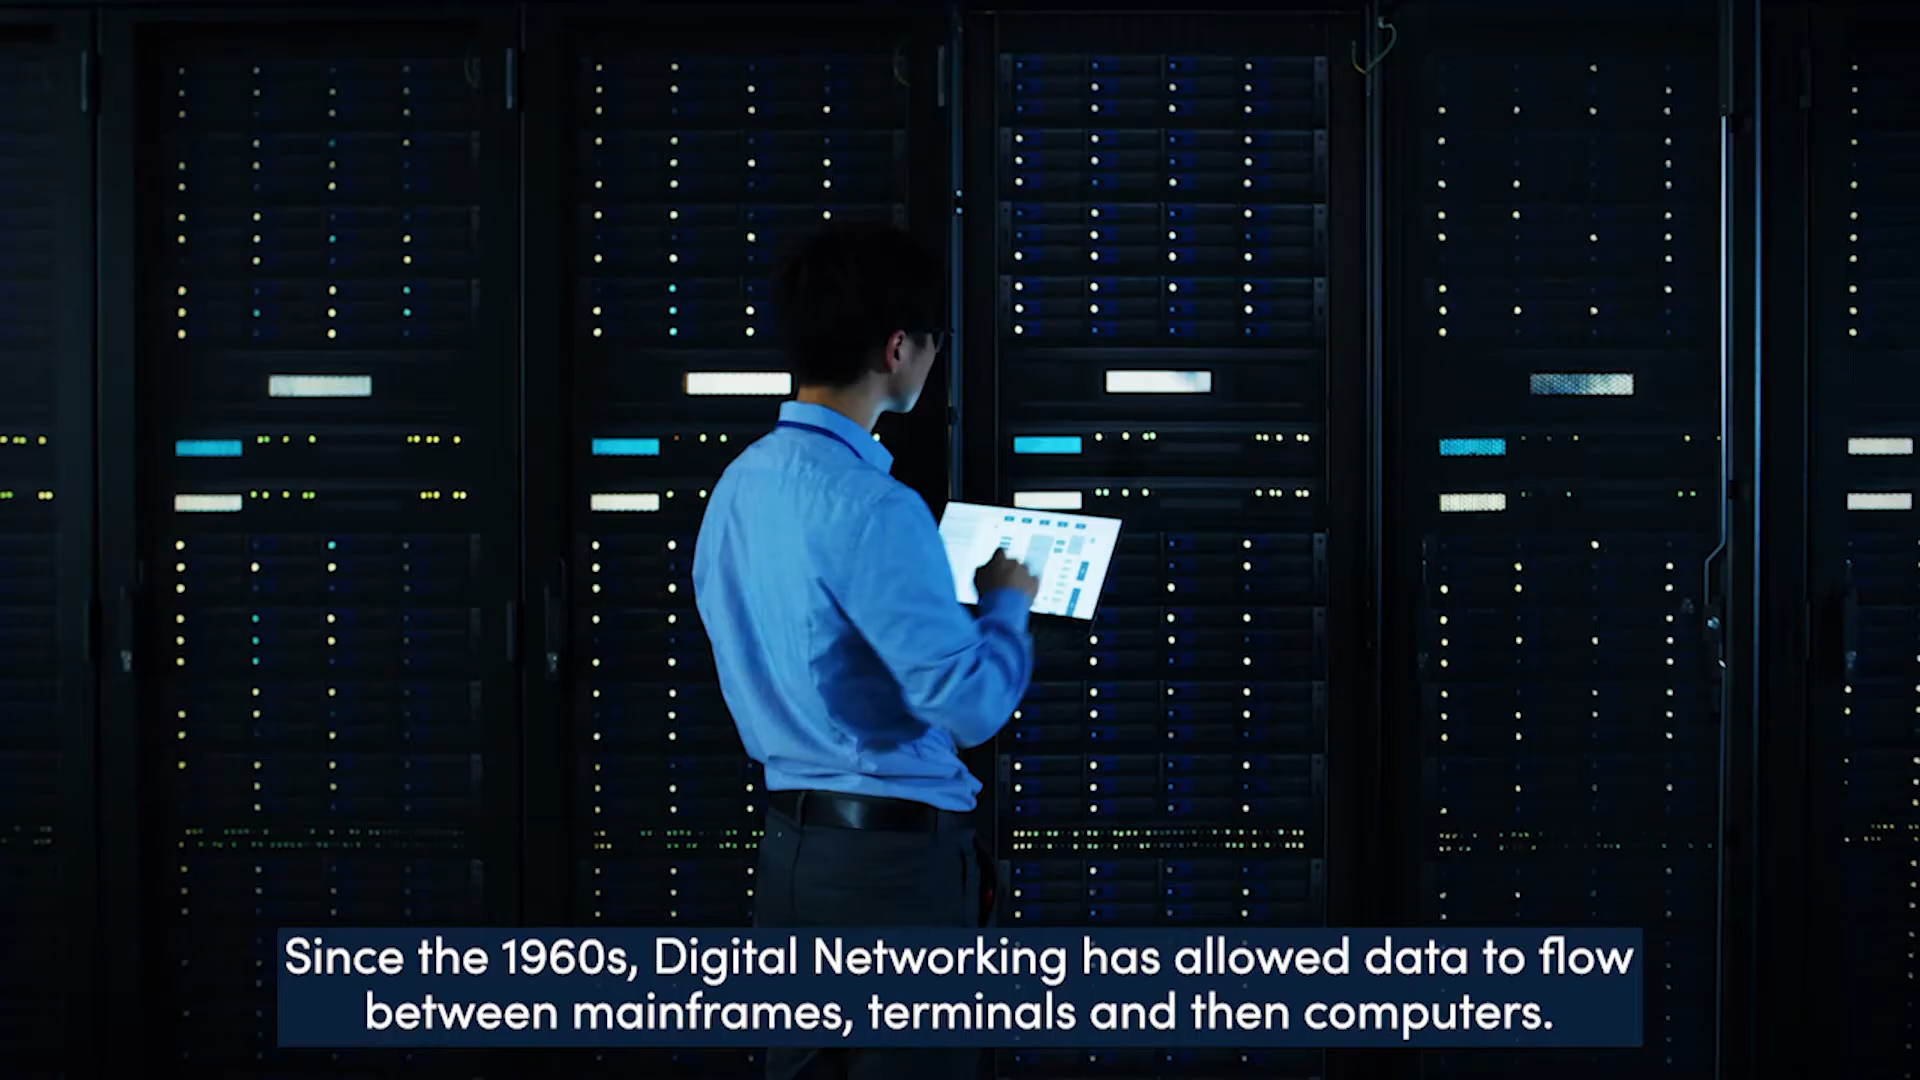 Since the 1960s, Digital Networking has allowed data to flow
between mainframes, terminals and then computers.